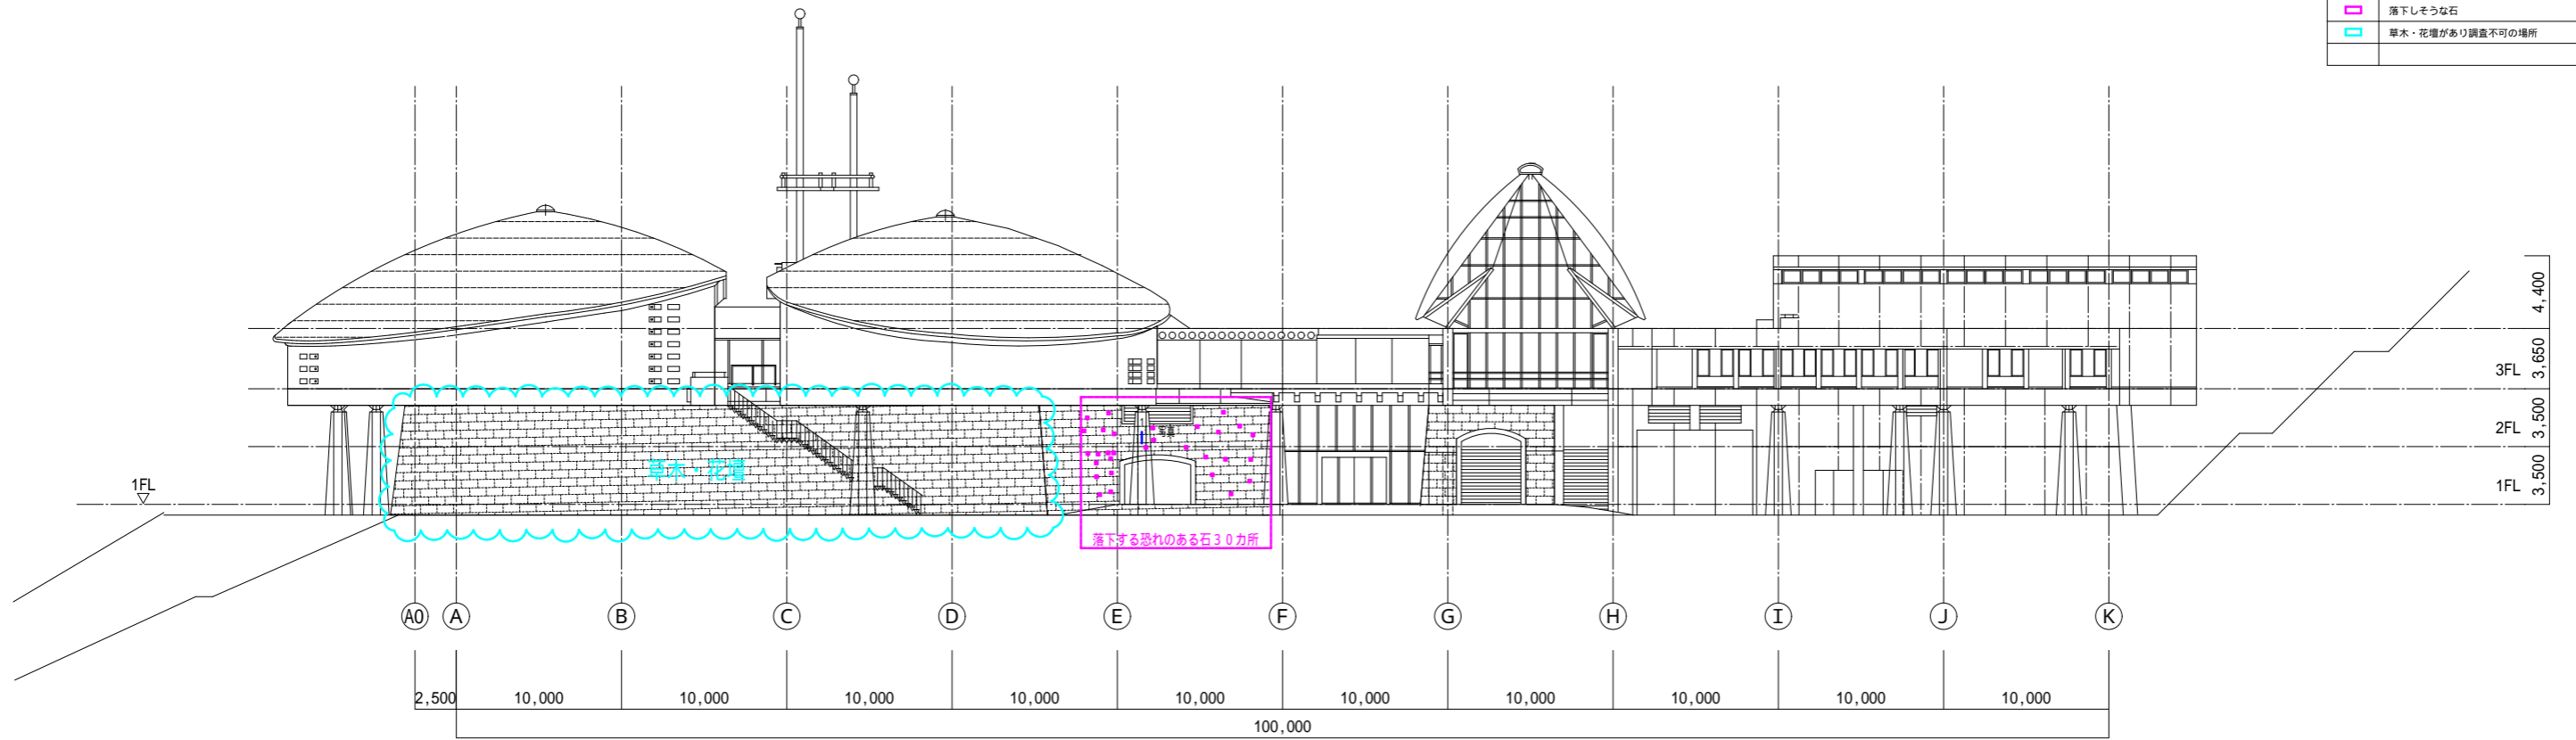 落下しそうな石
草木・花壇があり調査不可の場所
4,400
3FL 3,650
2FL 3,500
1FL 3,500
1FL
草木・花壇
写真
落下する恐れのある石30カ所
A0 A B C D E F G H I J K
2,500 10,000 10,000 10,000 10,000 10,000 10,000 10,000 10,000 10,000 10,000
100,000